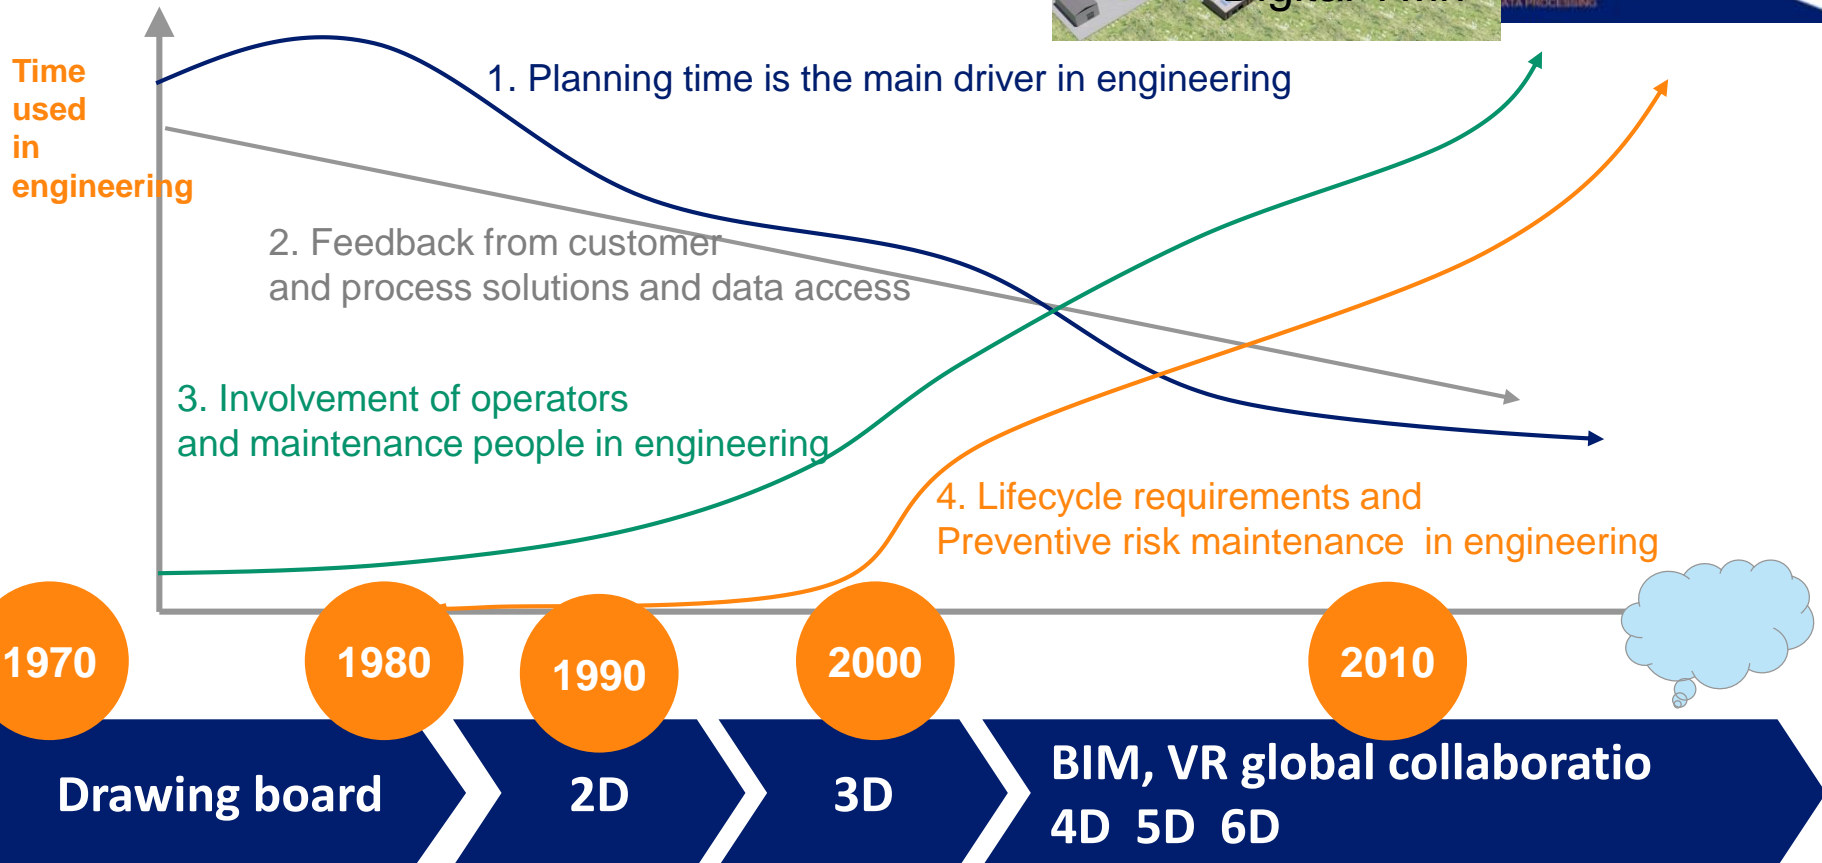 DATA PROCESSING
Time
used
in
engineering
1. Planning time is the main driver in engineering
2. Feedback from customer
and process solutions and data access
3. Involvement of operators
and maintenance people in engineering
4. Lifecycle requirements and
Preventive risk maintenance  in engineering
1970
1980
1990
2000
2010
Drawing board
2D
3D
BIM, VR global collaboratio
4D  5D  6D